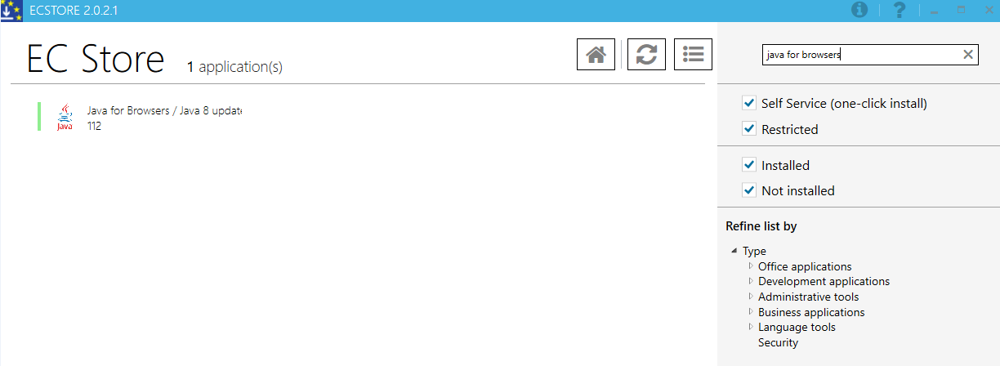 ECSTORE 2.0.2.1
EC Store 1 application(s)
java for browsers
Java for Browsers / Java 8 update
112
Java
Self Service (one-click install)
Restricted
Installed
Not installed
Refine list by
Type
Office applications
Development applications
Administrative tools
Business applications
Language tools
Security